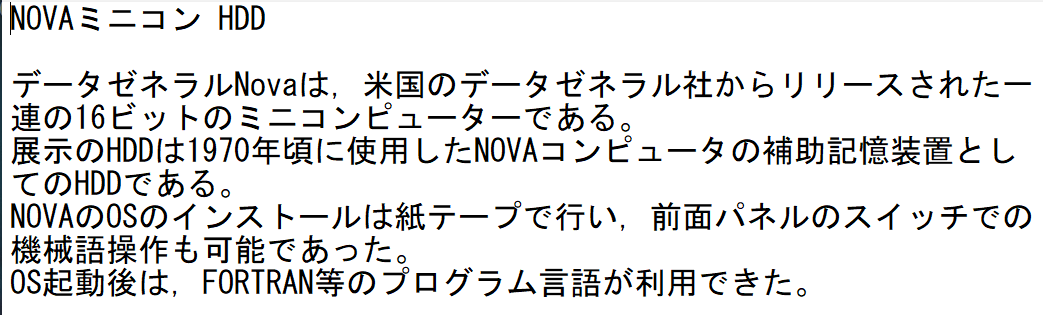 NOVAミニコン HDD

データゼネラルNovaは，米国のデータゼネラル社からリリースされた一
連の16ビットのミニコンピューターである。
展示のHDDは1970年頃に使用したNOVAコンピュータの補助記憶装置とし
てのHDDである。
NOVAのOSのインストールは紙テープで行い，前面パネルのスイッチでの
機械語操作も可能であった。
OS起動後は，FORTRAN等のプログラム言語が利用できた。